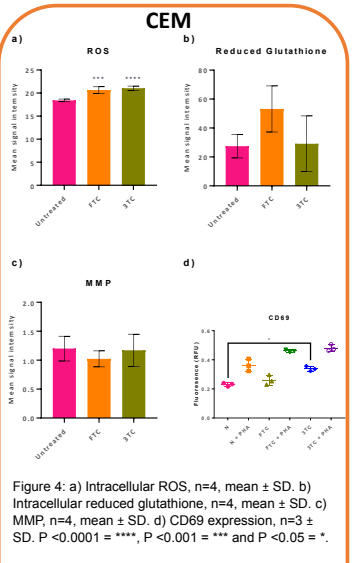 CEM
a)
ROS
Mean signal intensity
25
20
15
10
5
0
***
****
Untreated
FTC
3TC
b)
Reduced Glutathione
Mean signal intensity
80
60
40
20
0
Untreated
FTC
3TC
c)
MMP
Mean signal intensity
2.0
1.5
1.0
0.5
0.0
Untreated
FTC
3TC
d)
CD69
Fluoresence (RFU)
0.6
0.4
0.2
0.0
*
N
N + PHA
FTC
FTC + PHA
3TC
3TC + PHA
Figure 4: a) Intracellular ROS, n=4, mean ± SD. b)
Intracellular reduced glutathione, n=4, mean ± SD. c)
MMP, n=4, mean ± SD. d) CD69 expression, n=3 ±
SD. P <0.0001 = ****, P <0.001 = *** and P <0.05 = *.